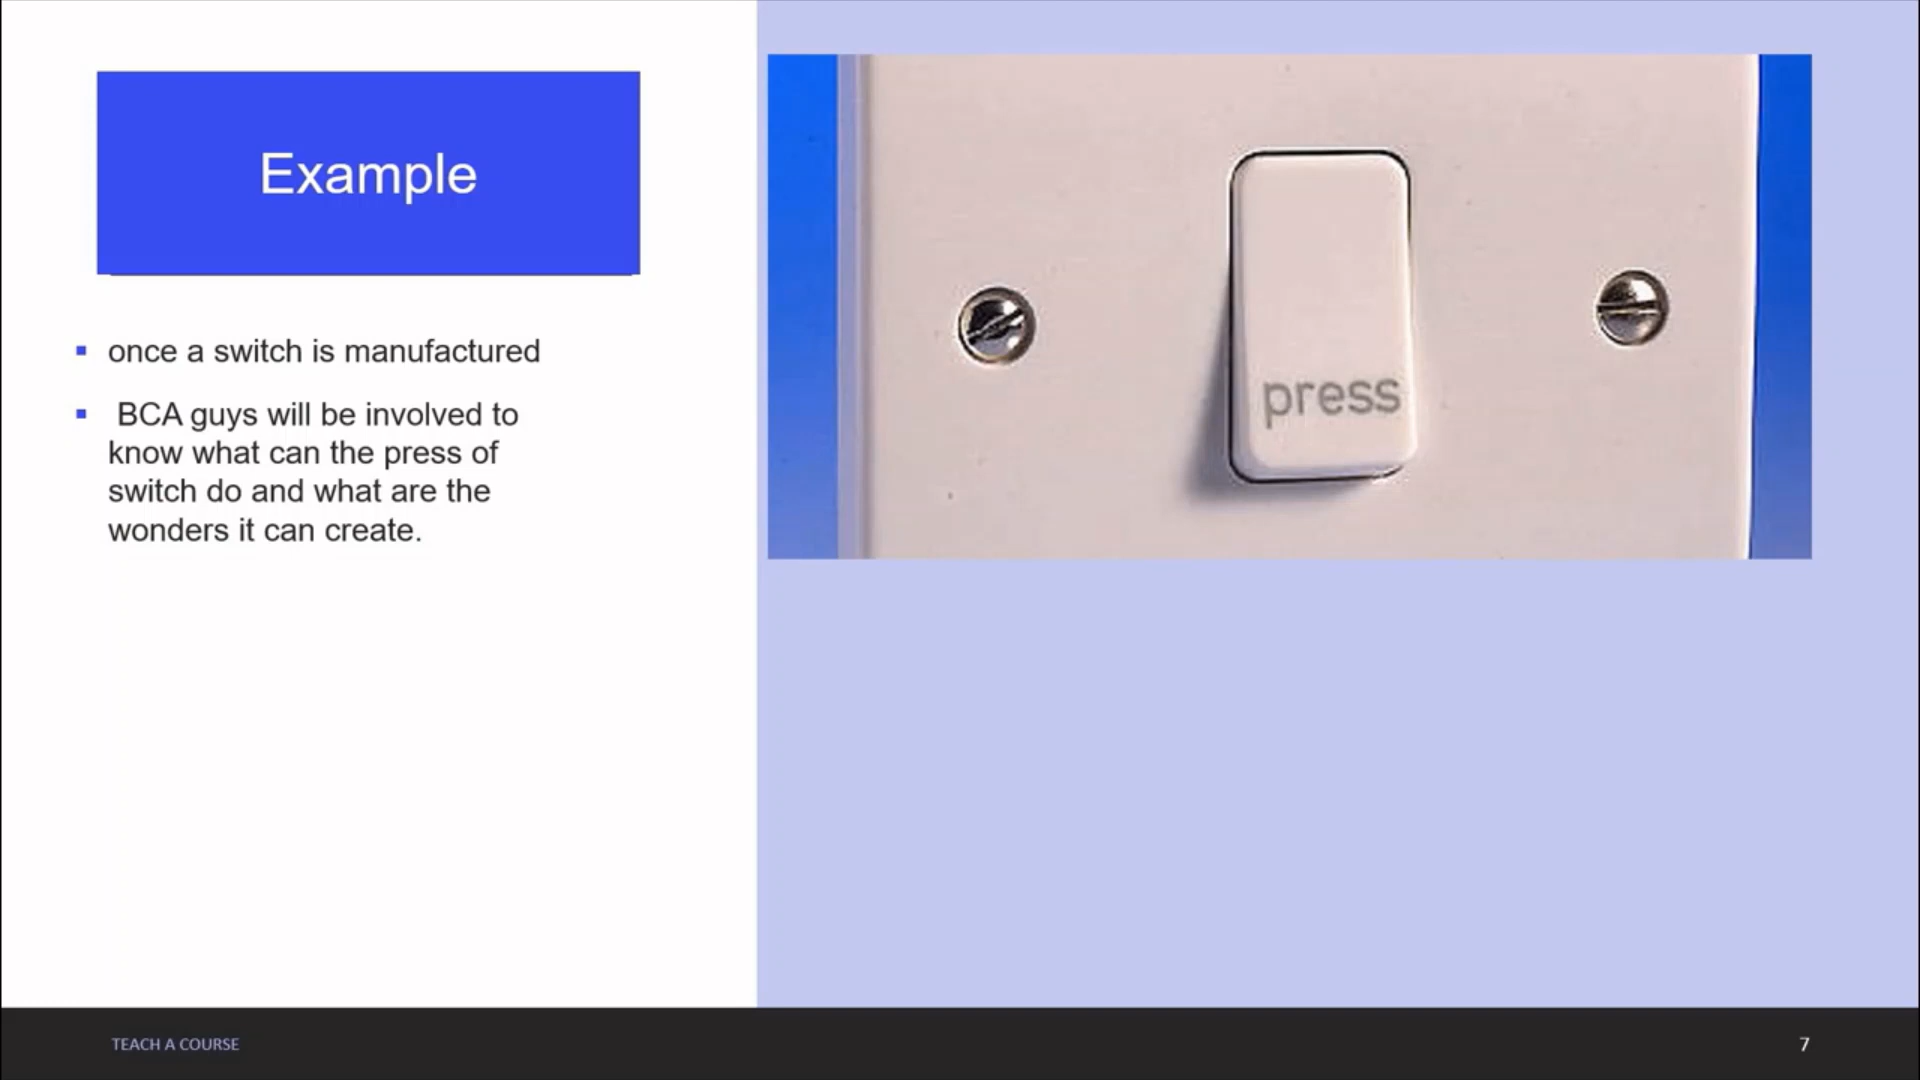 Example
once a switch is manufactured
BCA guys will be involved to
know what can the press of
switch do and what are the
wonders it can create.
press
TEACH A COURSE
7